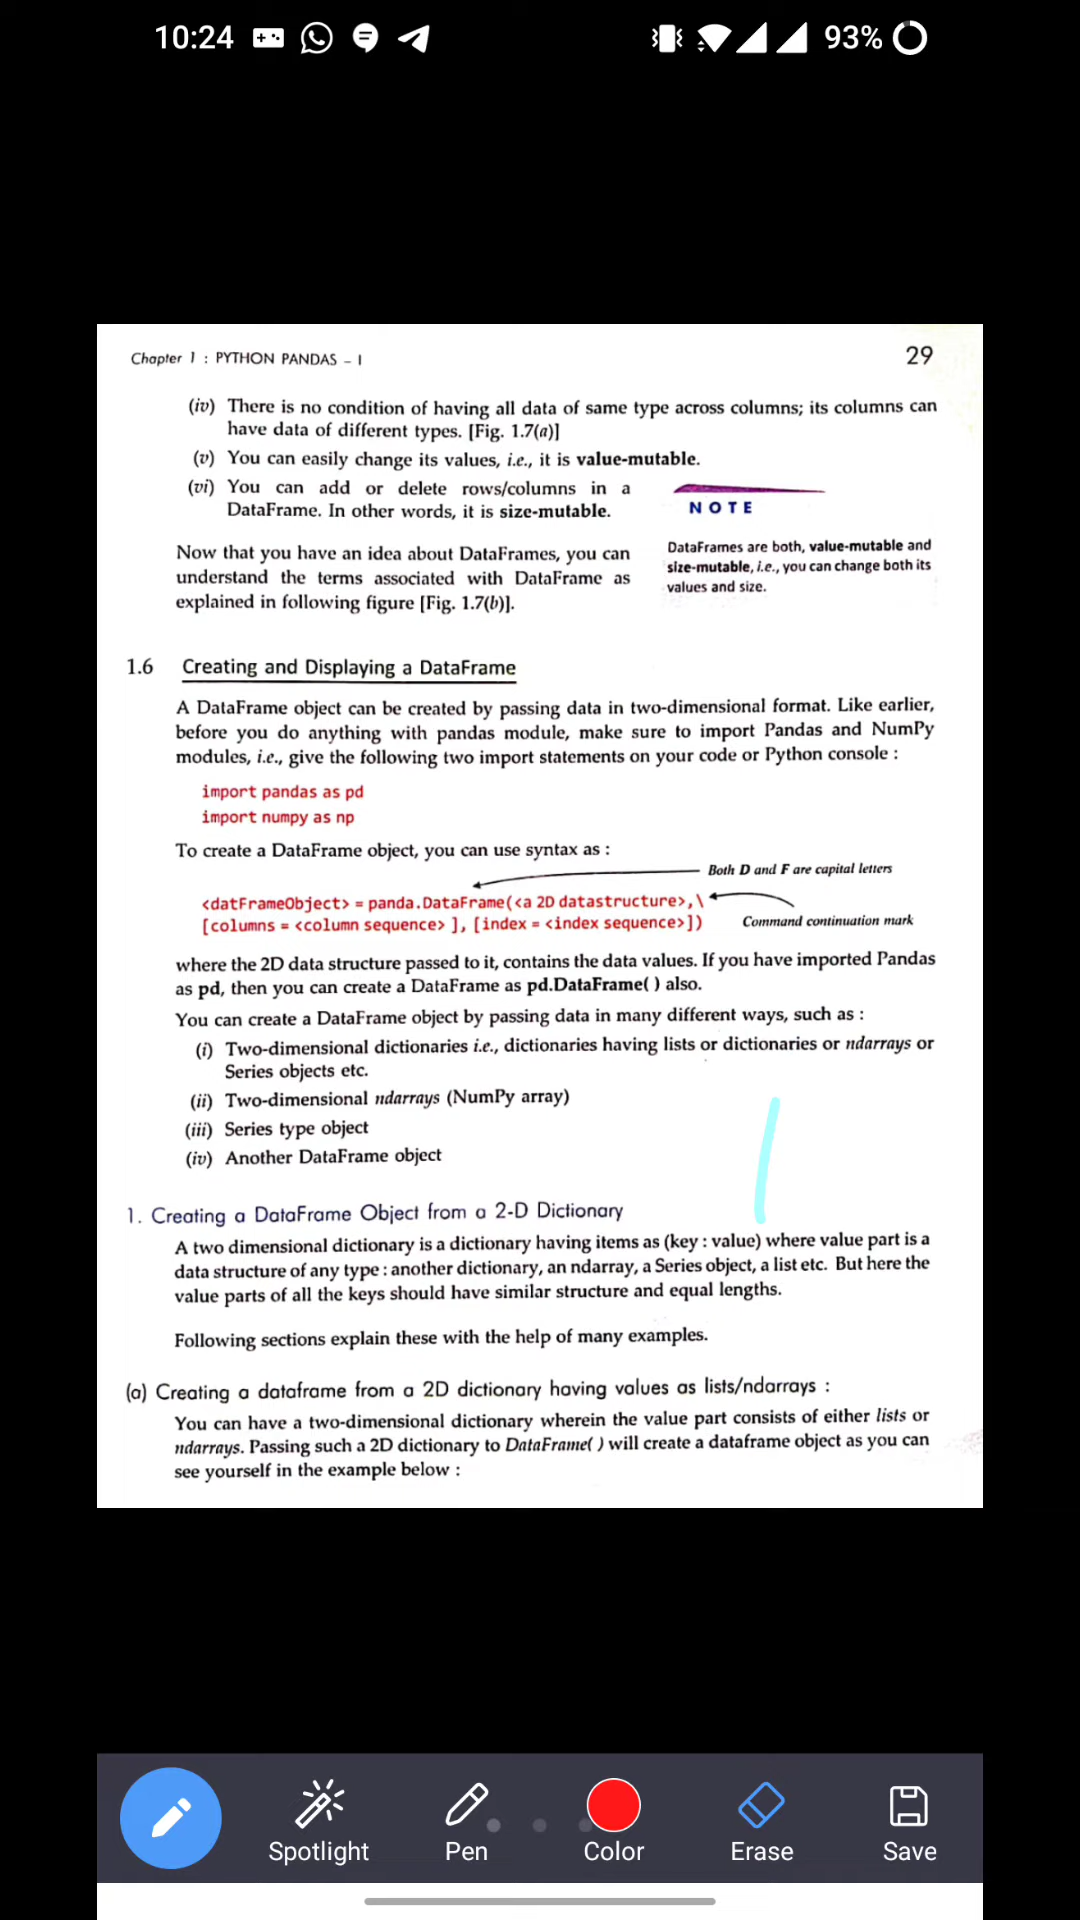 10:24
93%
Chapter 1 : PYTHON PANDAS – I
29
(iv) There is no condition of having all data of same type across columns; its columns can
have data of different types. [Fig. 1.7(a)]
(v) You can easily change its values, i.e., it is value-mutable.
(vi) You can add or delete rows/columns in a
DataFrame. In other words, it is size-mutable.
NOTE
DataFrames are both, value-mutable and
size-mutable, i.e., you can change both its
values and size.
Now that you have an idea about DataFrames, you can
understand the terms associated with DataFrame as
explained in following figure [Fig. 1.7(b)].
1.6 Creating and Displaying a DataFrame
A DataFrame object can be created by passing data in two-dimensional format. Like earlier,
before you do anything with pandas module, make sure to import Pandas and NumPy
modules, i.e., give the following two import statements on your code or Python console :
import pandas as pd
import numpy as np
To create a DataFrame object, you can use syntax as :
Both D and F are capital letters
<datFrameObject> = panda.DataFrame(<a 2D datastructure>,\
[columns = <column sequence> ], [index = <index sequence>])
Command continuation mark
where the 2D data structure passed to it, contains the data values. If you have imported Pandas
as pd, then you can create a DataFrame as pd.DataFrame( ) also.
You can create a DataFrame object by passing data in many different ways, such as :
(i) Two-dimensional dictionaries i.e., dictionaries having lists or dictionaries or ndarrays or
Series objects etc.
(ii) Two-dimensional ndarrays (NumPy array)
(iii) Series type object
(iv) Another DataFrame object
1. Creating a DataFrame Object from a 2-D Dictionary
A two dimensional dictionary is a dictionary having items as (key : value) where value part is a
data structure of any type : another dictionary, an ndarray, a Series object, a list etc. But here the
value parts of all the keys should have similar structure and equal lengths.
Following sections explain these with the help of many examples.
(a) Creating a dataframe from a 2D dictionary having values as lists/ndarrays :
You can have a two-dimensional dictionary wherein the value part consists of either lists or
ndarrays. Passing such a 2D dictionary to DataFrame( ) will create a dataframe object as you can
see yourself in the example below :
Spotlight
Pen
Color
Erase
Save